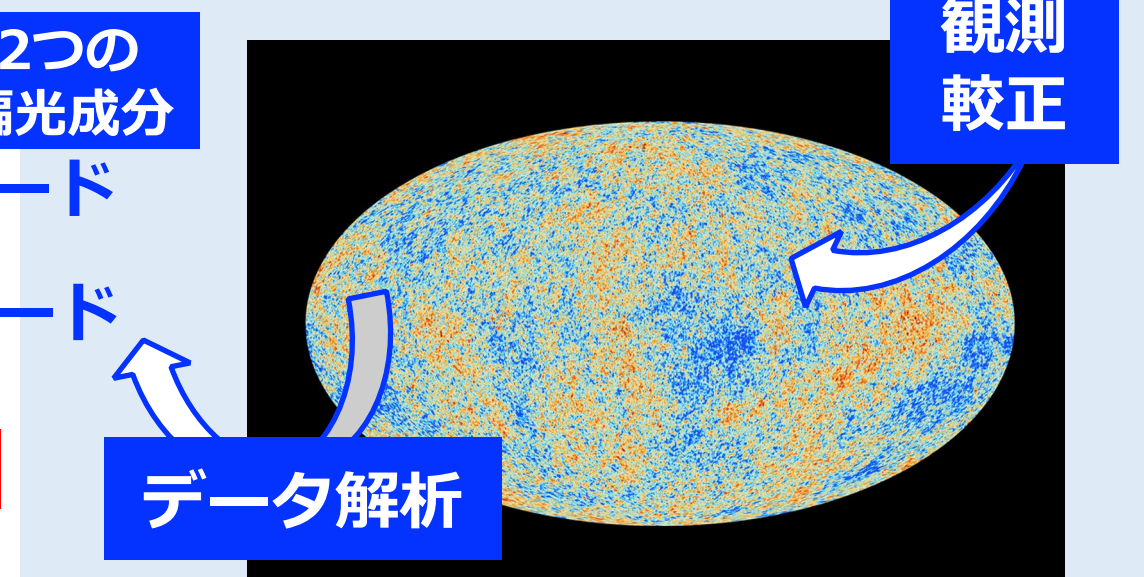 2つの
偏光成分
ード
ード
観測
較正
データ解析